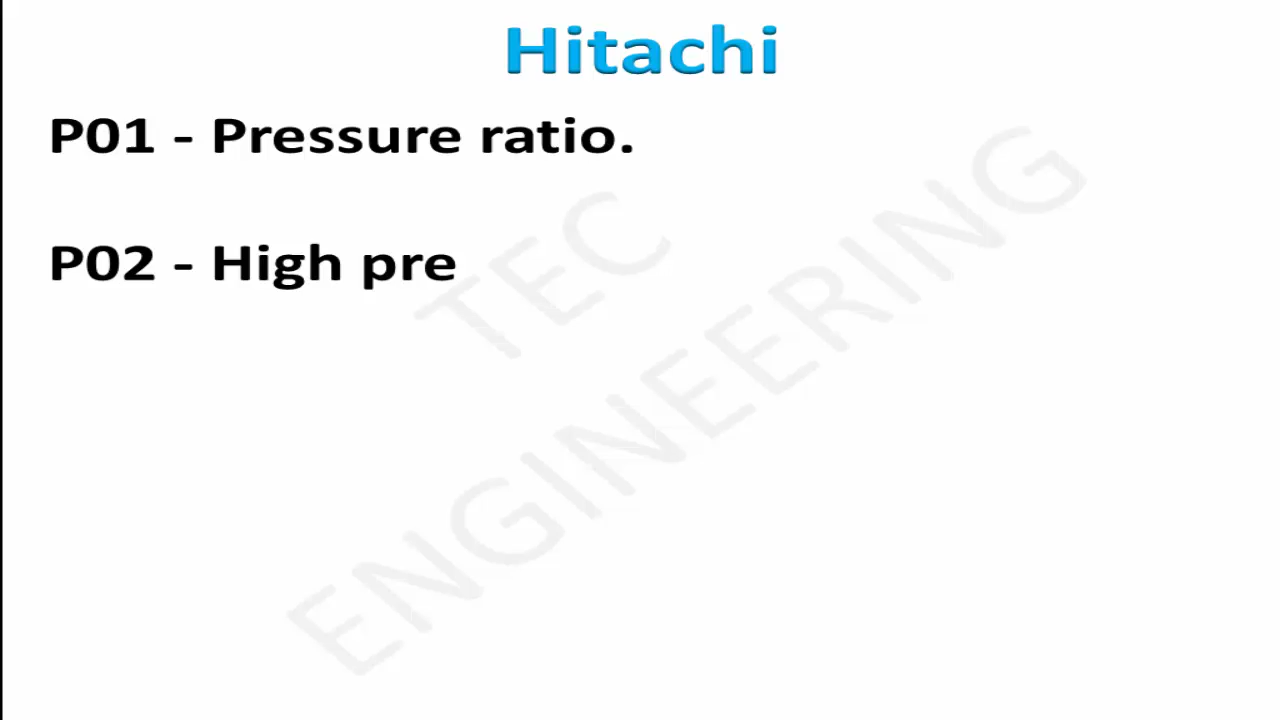 Hitachi
P01 - Pressure ratio.
P02 - High pre
TEC
ENGINEERING